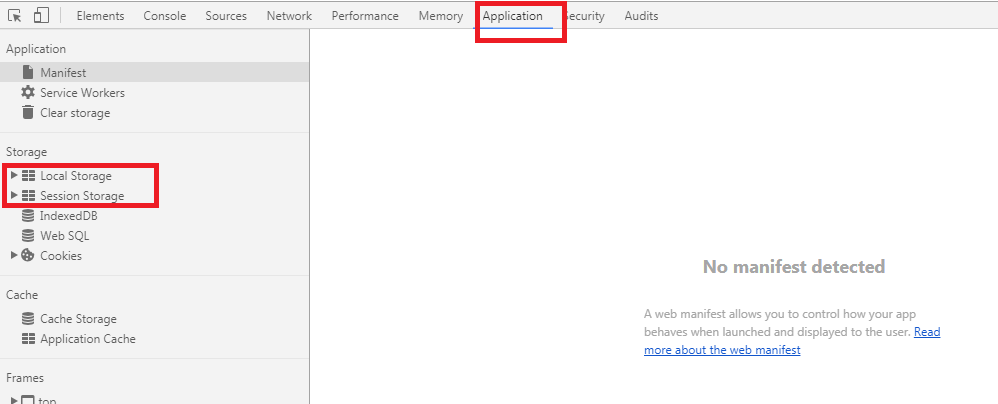 Elements Console Sources Network Performance Memory Application Security Audits
Application
Manifest
Service Workers
Clear storage
Storage
Local Storage
Session Storage
IndexedDB
Web SQL
Cookies
Cache
Cache Storage
Application Cache
Frames
top
No manifest detected
A web manifest allows you to control how your app
behaves when launched and displayed to the user. Read
more about the web manifest